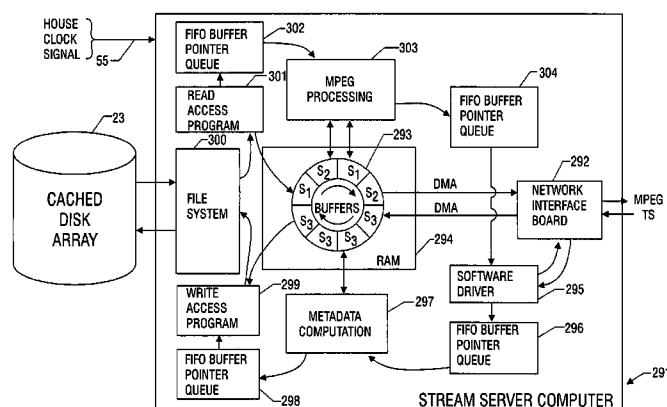 HOUSE
CLOCK
SIGNAL
55
FIFO BUFFER
POINTER
QUEUE
302
301
READ
ACCESS
PROGRAM
300
303
MPEG
PROCESSING
304
FIFO BUFFER
POINTER
QUEUE
23
CACHED
DISK
ARRAY
FILE
SYSTEM
293
S1
S2
S1
S2
S3
S3
S3
S3
BUFFERS
RAM
294
DMA
DMA
292
NETWORK
INTERFACE
BOARD
MPEG
TS
SOFTWARE
DRIVER
295
299
WRITE
ACCESS
PROGRAM
297
METADATA
COMPUTATION
296
FIFO BUFFER
POINTER
QUEUE
FIFO BUFFER
POINTER
QUEUE
298
291
STREAM SERVER COMPUTER